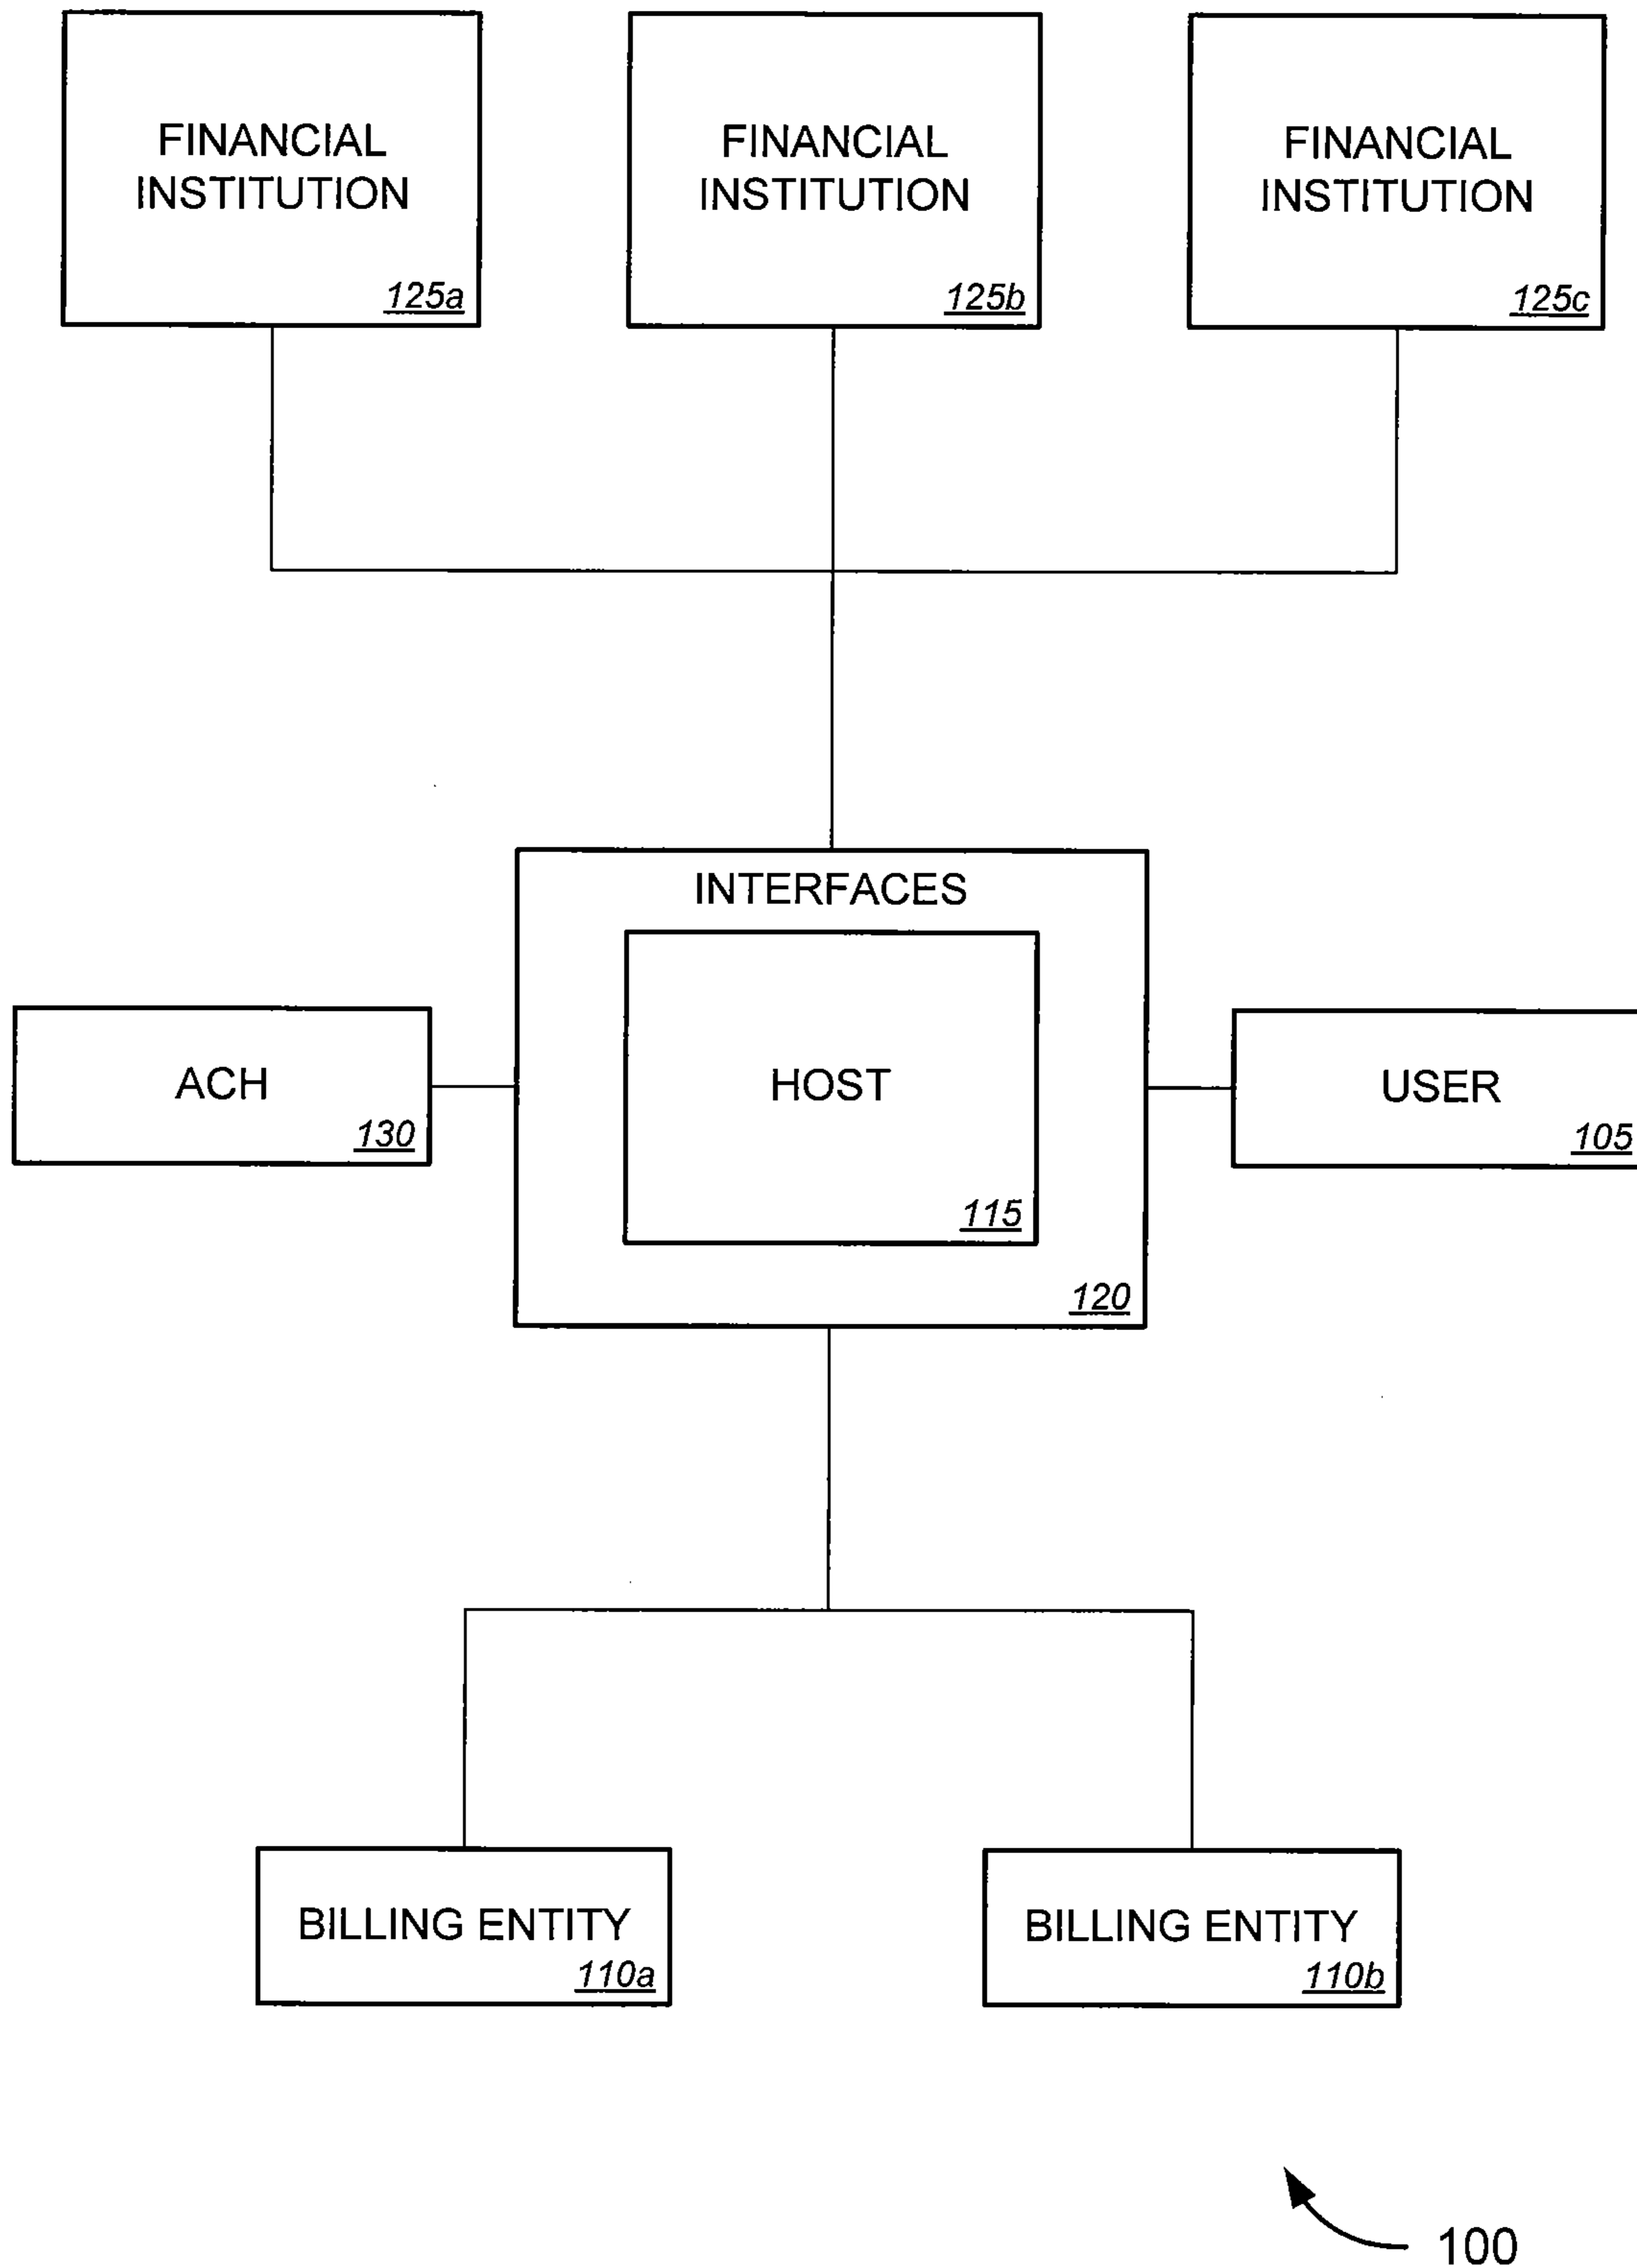 FINANCIAL
INSTITUTION
125a
FINANCIAL
INSTITUTION
125b
FINANCIAL
INSTITUTION
125c
INTERFACES
HOST
115
120
ACH
130
USER
105
BILLING ENTITY
110a
BILLING ENTITY
110b
100